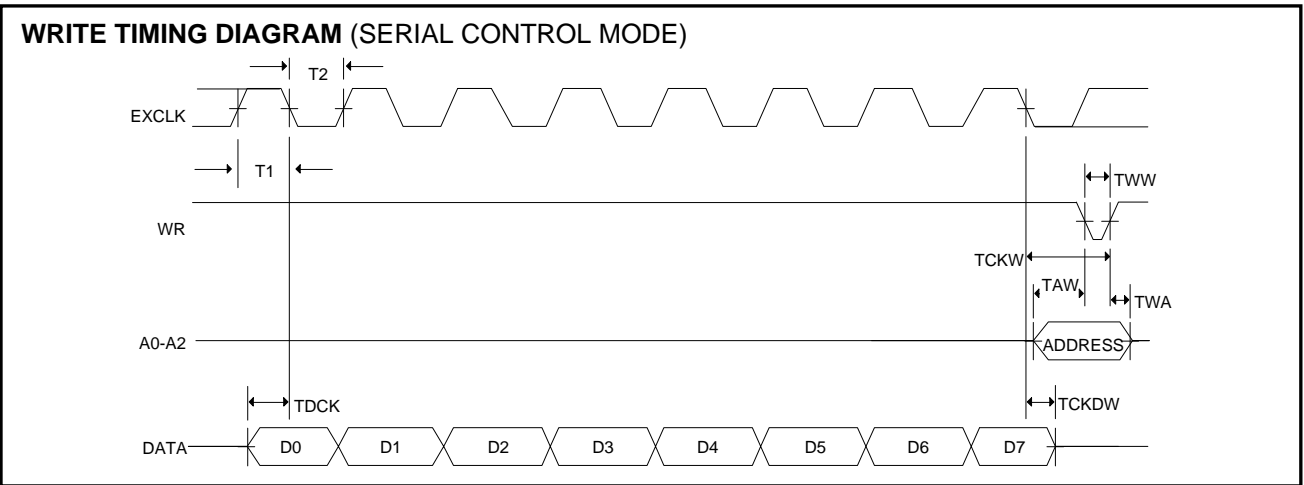 WRITE TIMING DIAGRAM (SERIAL CONTROL MODE)
T2
EXCLK
T1
TWW
WR
TCKW
TAW
TWA
A0-A2
ADDRESS
TDCK
TCKDW
DATA D0 D1 D2 D3 D4 D5 D6 D7